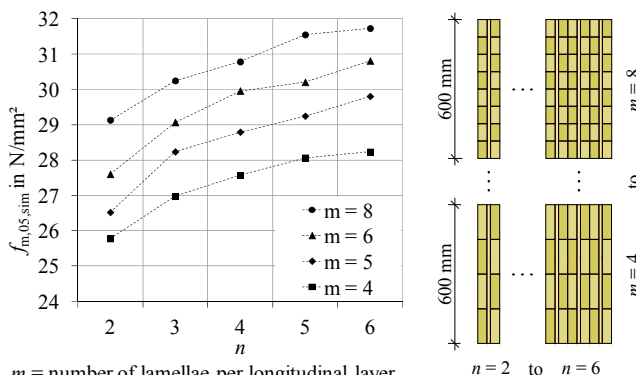 32
31
30
29
28
27
26
25
24
f m,05,sim in N/mm²
2 3 4 5 6
n
m = 8
m = 6
m = 5
m = 4
m = number of lamellae per longitudinal layer
600 mm
m = 8
to
600 mm
m = 4
n = 2 to n = 6